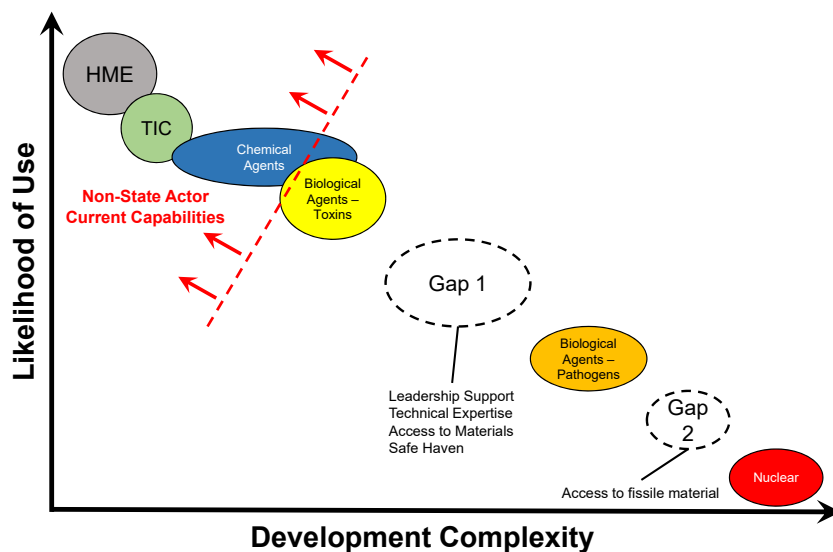 HME
TIC
Chemical
Agents
Biological
Agents –
Toxins
Non-State Actor
Current Capabilities
Gap 1
Leadership Support
Technical Expertise
Access to Materials
Safe Haven
Biological
Agents –
Pathogens
Gap
2
Access to fissile material
Nuclear
Likelihood of Use
Development Complexity